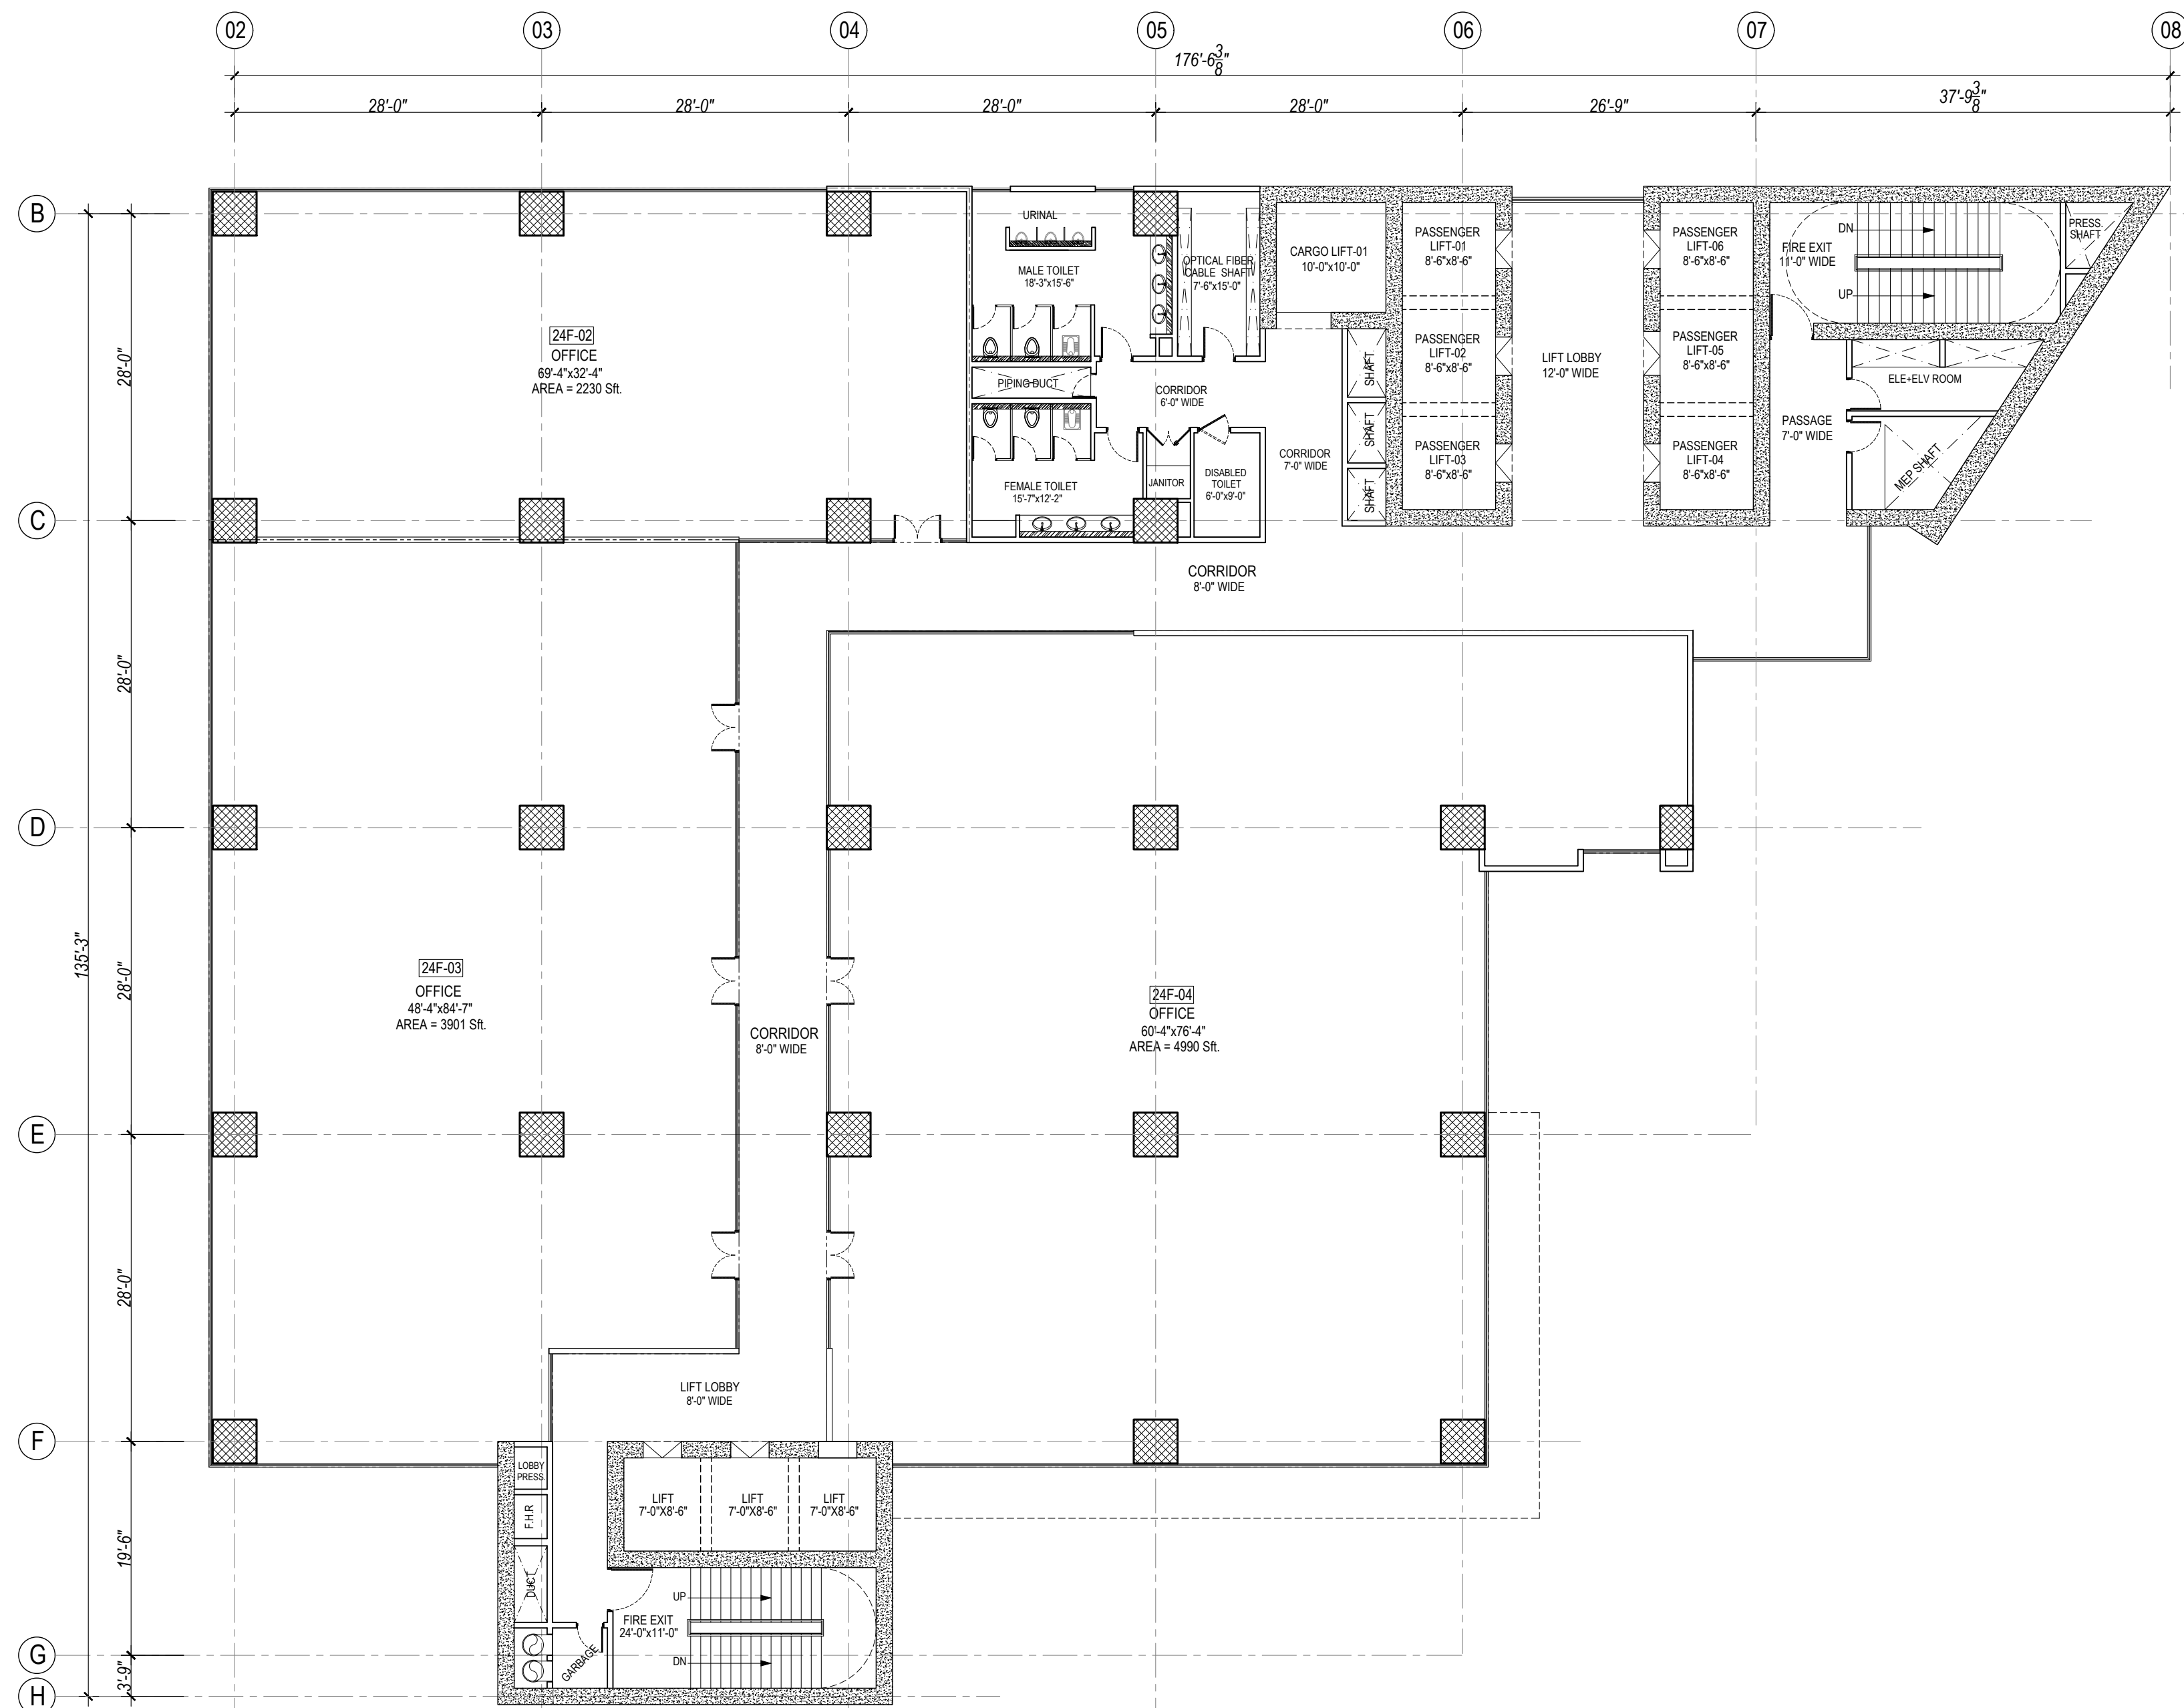 02
03
04
05
06
07
08
176'-6 3/8"
28'-0"
28'-0"
28'-0"
28'-0"
26'-9"
37'-9 3/8"
B
C
D
E
F
G
H
135'-3"
28'-0"
28'-0"
28'-0"
28'-0"
19'-6"
3'-9"
24F-02
OFFICE
69'-4"x32'-4"
AREA = 2230 Sft.
URINAL
MALE TOILET
18'-3"x15'-6"
PIPING DUCT
FEMALE TOILET
15'-7"x12'-2"
OPTICAL FIBER
CABLE SHAFT
7'-6"x15'-0"
CORRIDOR
6'-0" WIDE
JANITOR
DISABLED
TOILET
6'-0"x9'-0"
CARGO LIFT-01
10'-0"x10'-0"
CORRIDOR
7'-0" WIDE
SHAFT
SHAFT
SHAFT
PASSENGER
LIFT-01
8'-6"x8'-6"
PASSENGER
LIFT-02
8'-6"x8'-6"
PASSENGER
LIFT-03
8'-6"x8'-6"
LIFT LOBBY
12'-0" WIDE
PASSENGER
LIFT-06
8'-6"x8'-6"
PASSENGER
LIFT-05
8'-6"x8'-6"
PASSENGER
LIFT-04
8'-6"x8'-6"
DN
FIRE EXIT
11'-0" WIDE
UP
PRESS.
SHAFT
ELE+ELV ROOM
PASSAGE
7'-0" WIDE
MEP SHAFT
CORRIDOR
8'-0" WIDE
24F-03
OFFICE
48'-4"x84'-7"
AREA = 3901 Sft.
CORRIDOR
8'-0" WIDE
24F-04
OFFICE
60'-4"x76'-4"
AREA = 4990 Sft.
LIFT LOBBY
8'-0" WIDE
LOBBY
PRESS.
F.H.R
DUCT
LIFT
7'-0"X8'-6"
LIFT
7'-0"X8'-6"
LIFT
7'-0"X8'-6"
UP
FIRE EXIT
24'-0"x11'-0"
DN
GARBAGE